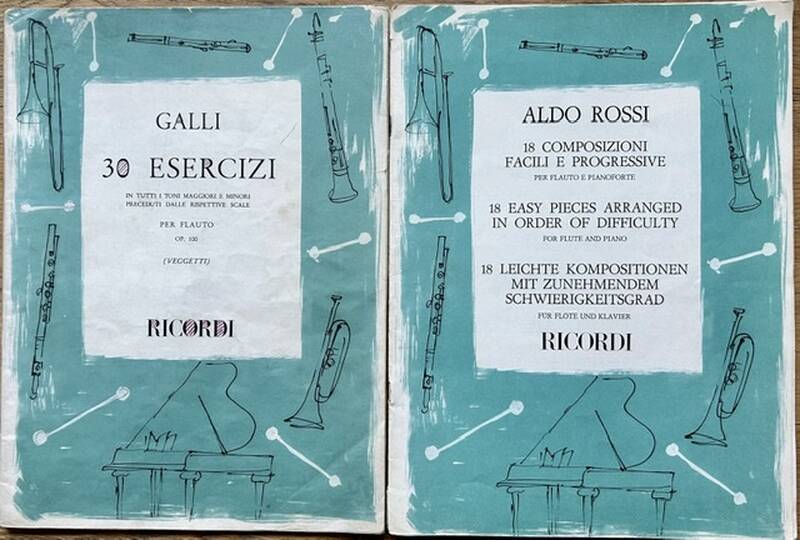 GALLI
30 ESERCIZI
IN TUTTI I TONI MAGGIORI E MINORI
PRECEDUTI DALLE RISPETTIVE SCALE
PER FLAUTO
OP. 100
(VEGGETTI)
RICORDI
ALDO ROSSI
18 COMPOSIZIONI
FACILI E PROGRESSIVE
PER FLAUTO E PIANOFORTE
18 EASY PIECES ARRANGED
IN ORDER OF DIFFICULTY
FOR FLUTE AND PIANO
18 LEICHTE KOMPOSITIONEN
MIT ZUNEHMENDEM
SCHWIERIGKEITSGRAD
FÜR FLÖTE UND KLAVIER
RICORDI